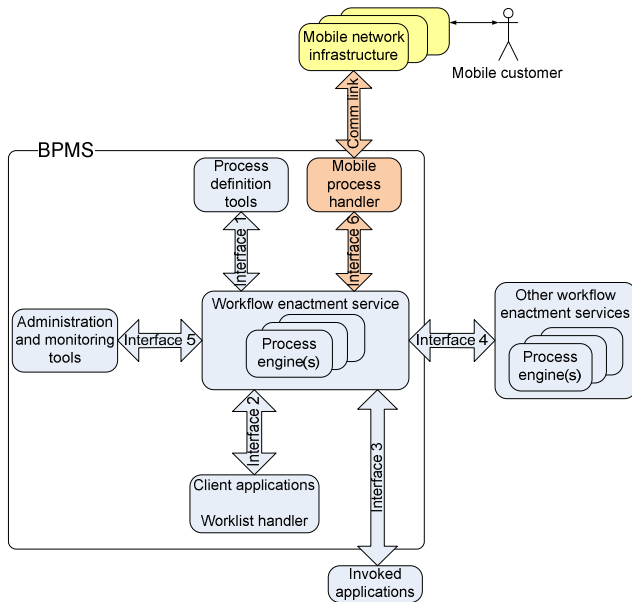 Mobile network
infrastructure
Mobile customer
Comm link
BPMS
Process
definition
tools
Mobile
process
handler
Interface 1
Interface 6
Administration
and monitoring
tools
Interface 5
Workflow enactment service
Process
engine(s)
Interface 4
Other workflow
enactment services
Process
engine(s)
Interface 2
Interface 3
Client applications
Worklist handler
Invoked
applications